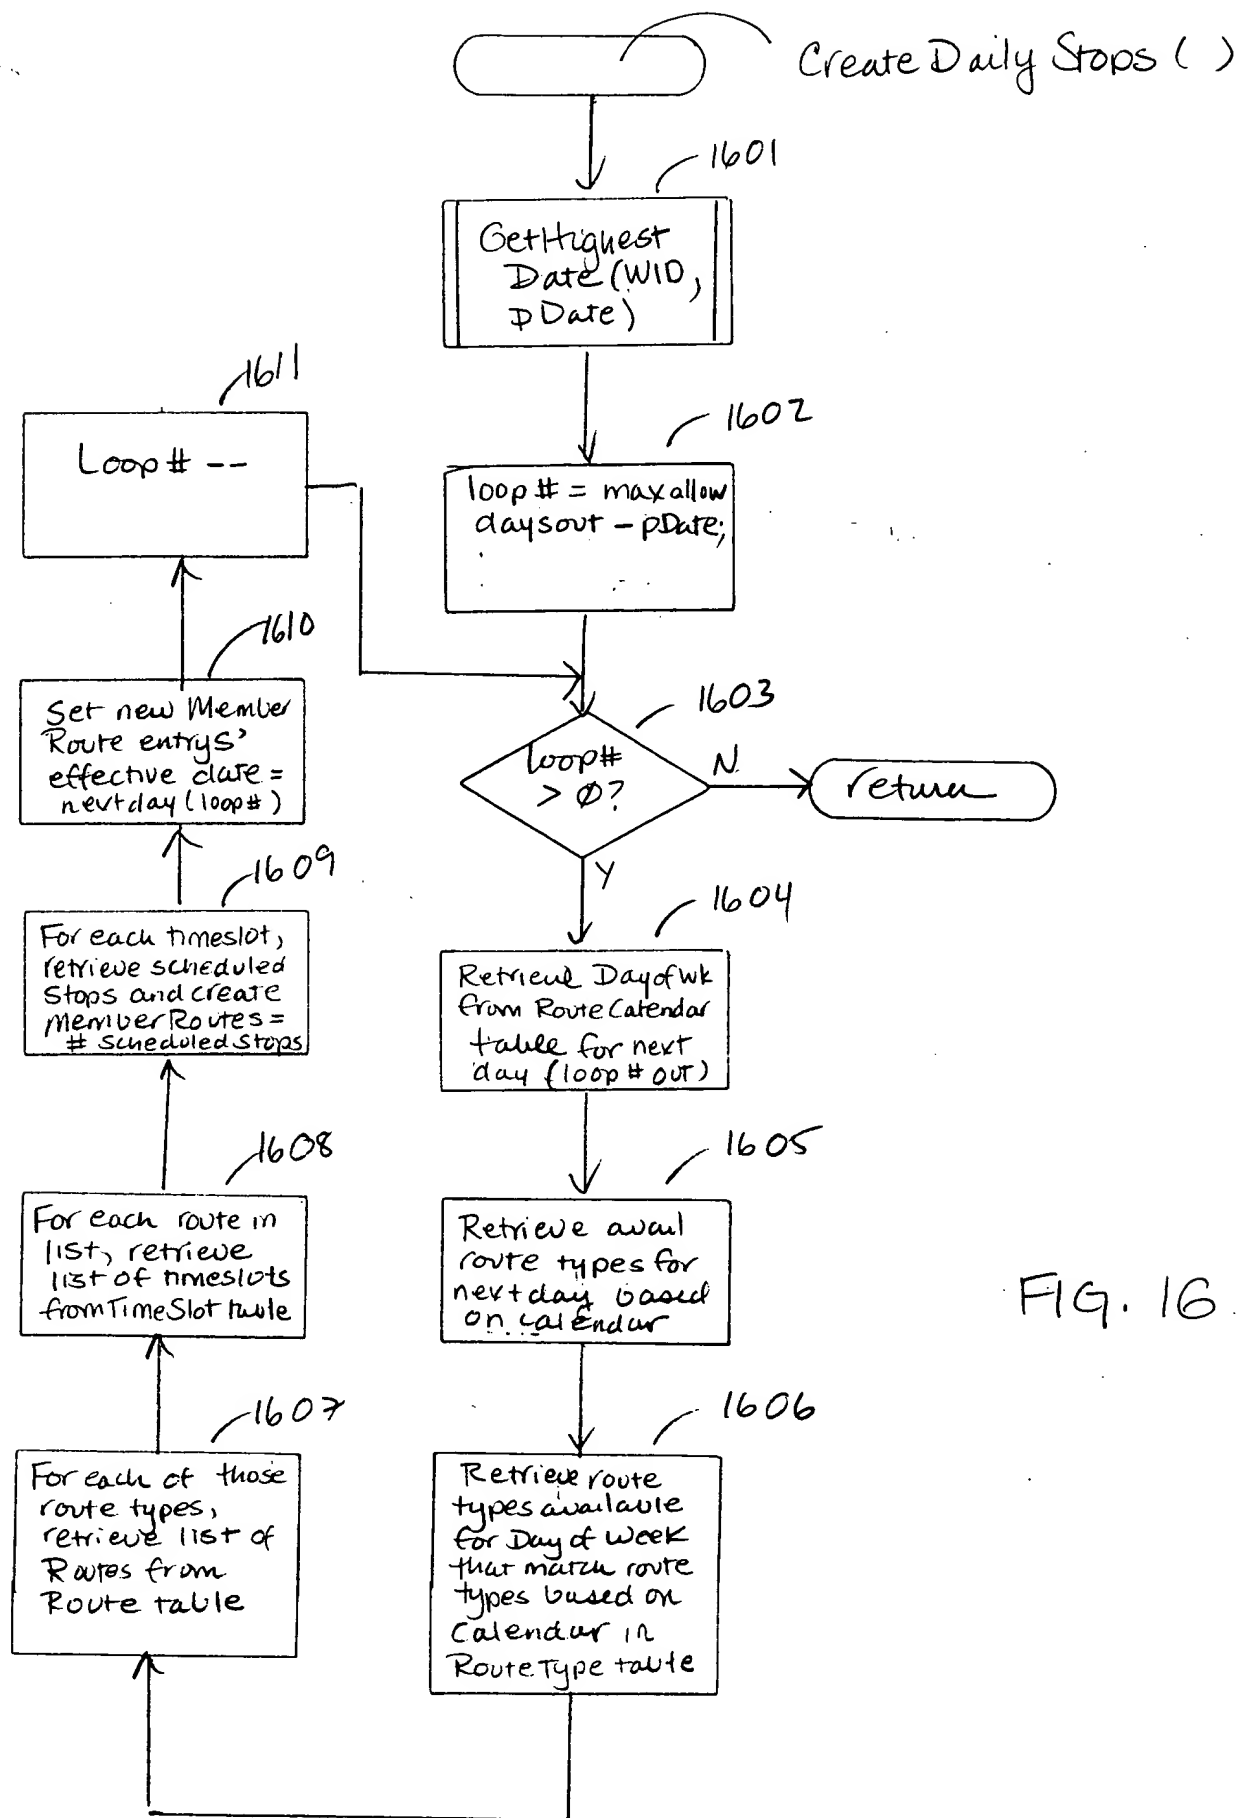 Create Daily Stops ( )
1601
GetHighest
Date (WID,
pDate)
1602
loop # = maxallow
daysout - pDate;
1603
loop#
> Ø?
N
return
Y
1604
Retrieve Dayofwk
from RouteCalendar
table for next
day (loop # out)
1605
Retrieve avail
route types for
next day based
on calendar
1606
Retrieve route
types available
for Day of Week
that match route
types based on
Calendar in
RouteType table
1607
For each of those
route types,
retrieve list of
Routes from
Route table
1608
For each route in
list, retrieve
list of timeslots
from TimeSlot table
1609
For each timeslot,
retrieve scheduled
Stops and create
MemberRoutes =
# scheduled stops
1610
Set new Member
Route entrys'
effective date =
nextday (loop#)
1611
Loop # --
FIG. 16